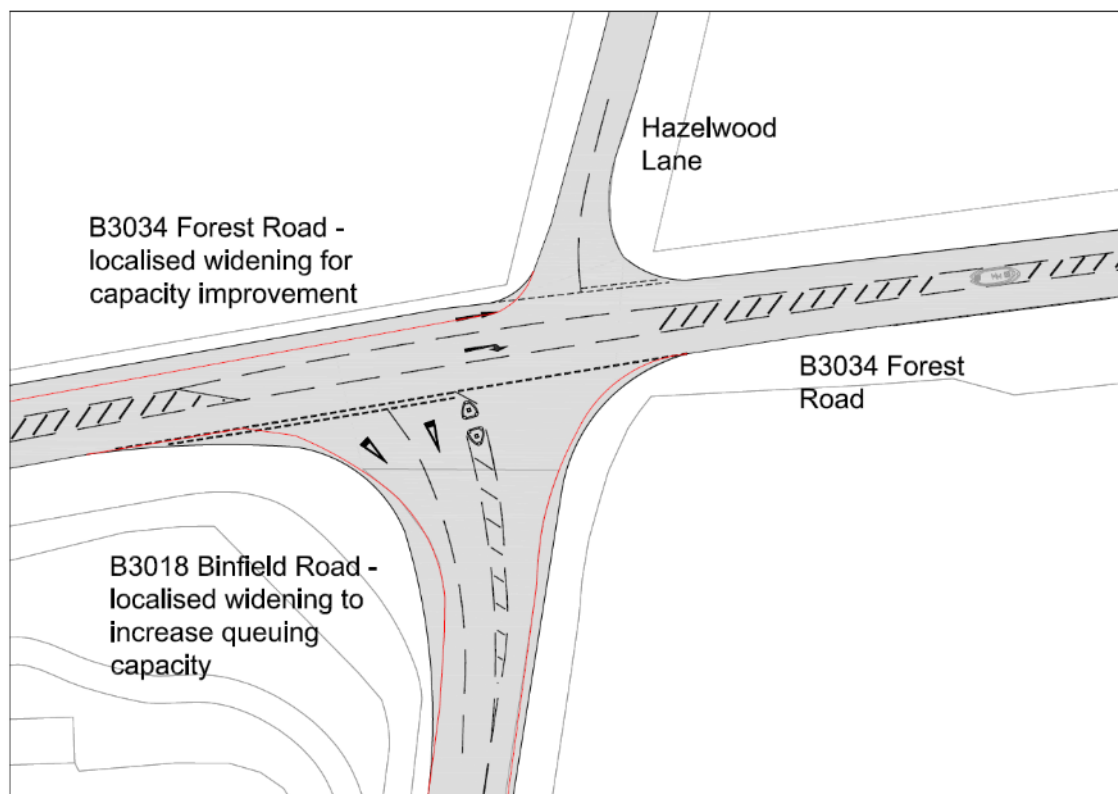 Hazelwood
Lane
B3034 Forest Road -
localised widening for
capacity improvement
B3034 Forest
Road
B3018 Binfield Road -
localised widening to
increase queuing
capacity